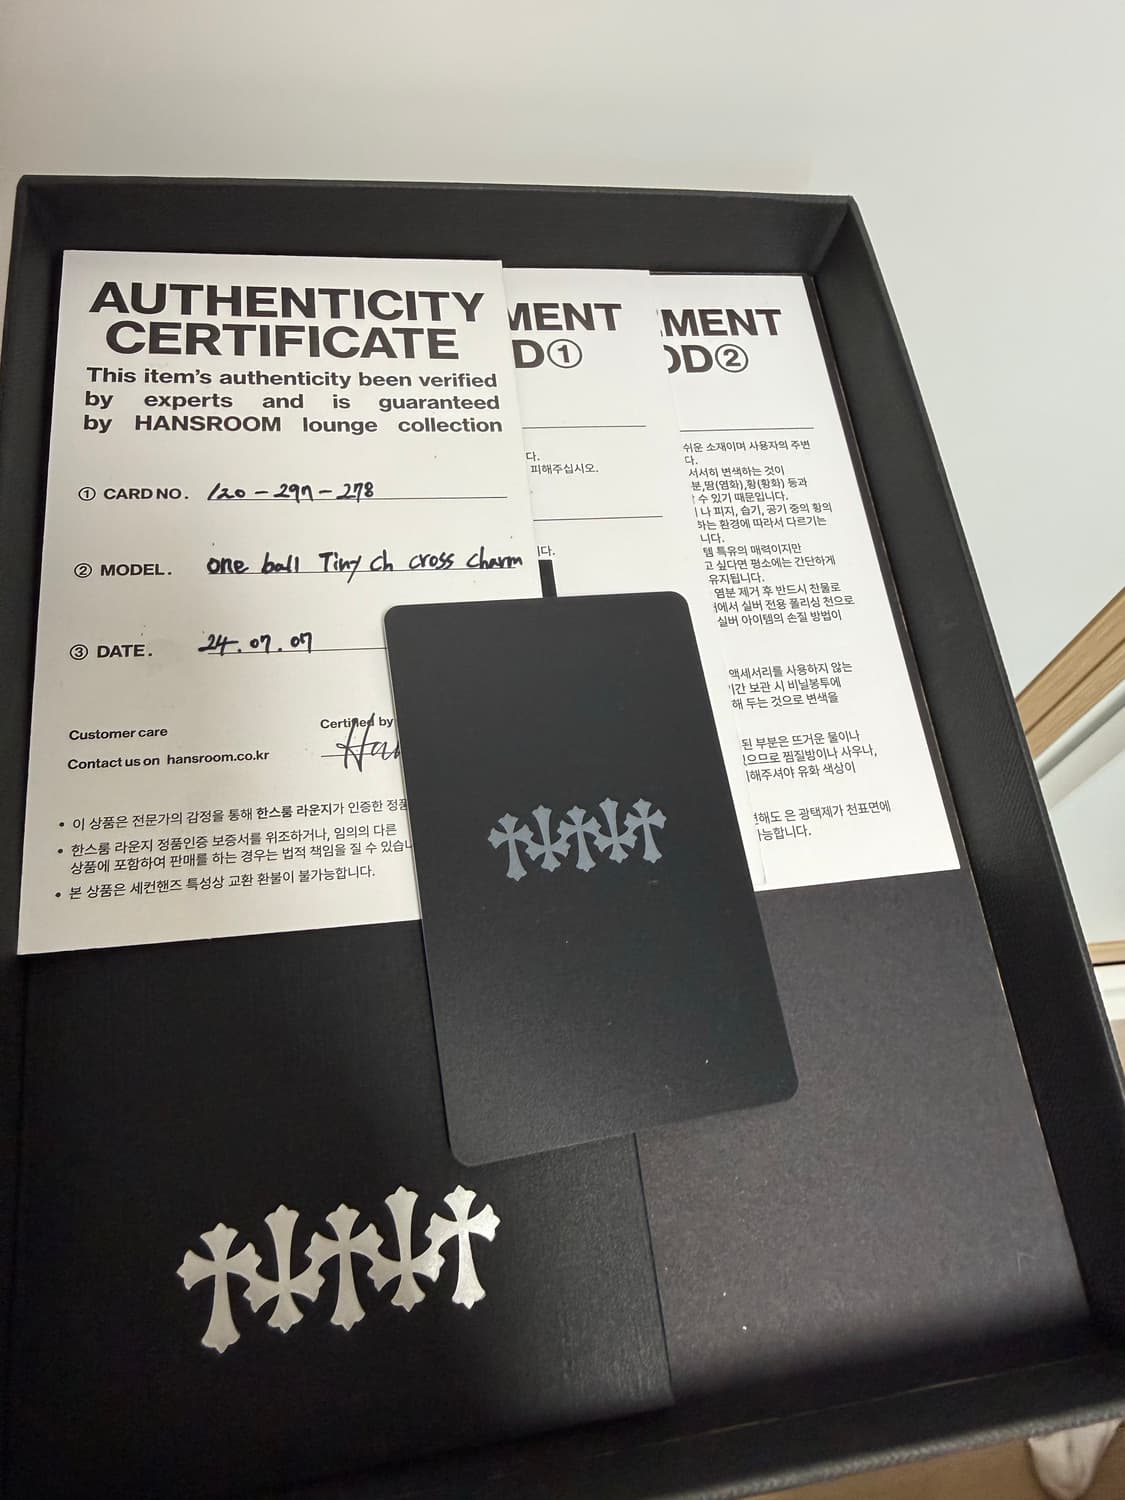 AUTHENTICITY
CERTIFICATE
This item's authenticity been verified
by experts and is guaranteed
by HANSROOM lounge collection
① CARD NO. 120-297-278
② MODEL. one ball Tiny ch cross charm
③ DATE. 24.07.07
Customer care
Contact us on hansroom.co.kr
Certified by
• 이 상품은 전문가의 감정을 통해 한스룸 라운지가 인증한 정품
• 한스룸 라운지 정품인증 보증서를 위조하거나, 임의의 다른
상품에 포함하여 판매를 하는 경우는 법적 책임을 질 수 있습니
• 본 상품은 세컨핸즈 특성상 교환 환불이 불가능합니다.
MENT
D①
다.
피해주십시오.
니다.
MENT
OD②
쉬운 소재이며 사용자의 주변
다.
서서히 변색하는 것이
분,땀(염화),황(황화) 등과
수 있기 때문입니다.
나 피지, 습기, 공기 중의 황의
하는 환경에 따라서 다르기는
니다.
템 특유의 매력이지만
고 싶다면 평소에는 간단하게
유지됩니다.
염분 제거 후 반드시 찬물로
에서 실버 전용 폴리싱 천으로
실버 아이템의 손질 방법이
액세서리를 사용하지 않는
기간 보관 시 비닐봉투에
해 두는 것으로 변색을
된 부분은 뜨거운 물이나
있으므로 찜질방이나 사우나,
해주셔야 유화 색상이
변해도 은 광택제가 천표면에
가능합니다.